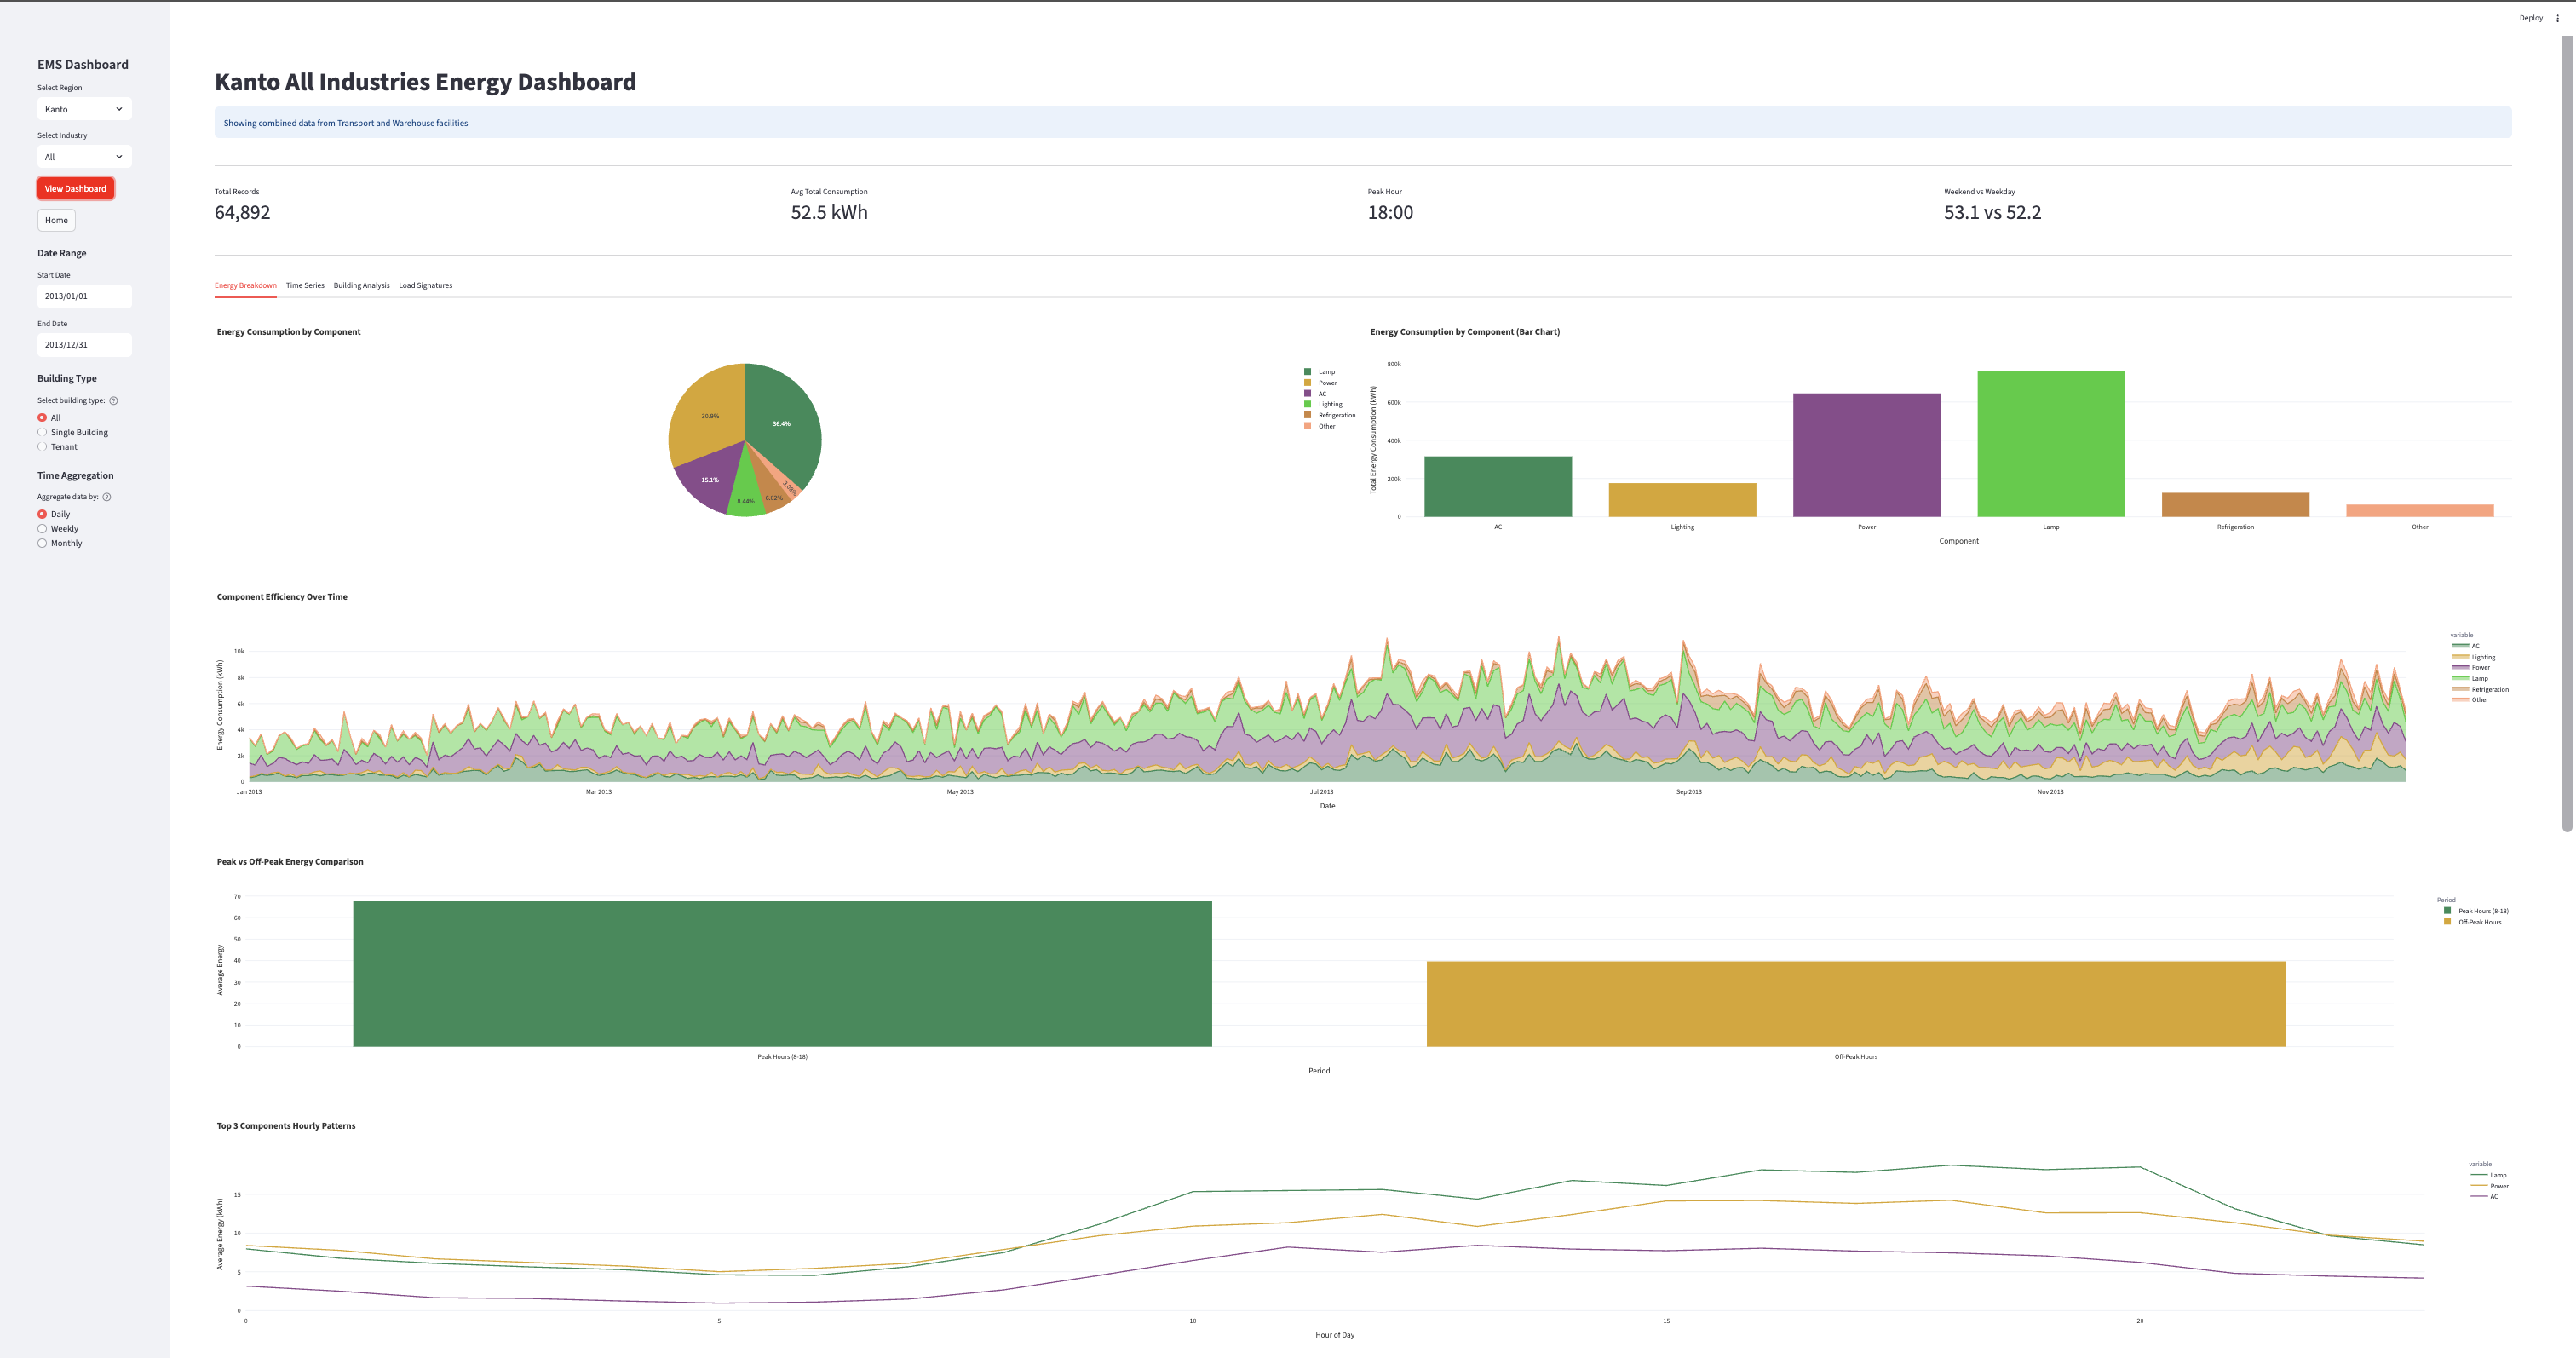 Deploy
EMS Dashboard
Select Region
Kanto
Select Industry
All
View Dashboard
Home
Date Range
Start Date
2013/01/01
End Date
2013/12/31
Building Type
Select building type:
All
Single Building
Tenant
Time Aggregation
Aggregate data by:
Daily
Weekly
Monthly
Kanto All Industries Energy Dashboard
Showing combined data from Transport and Warehouse facilities
Total Records
64,892
Avg Total Consumption
52.5 kWh
Peak Hour
18:00
Weekend vs Weekday
53.1 vs 52.2
Energy Breakdown Time Series Building Analysis Load Signatures
Energy Consumption by Component
36.4%
30.9%
15.1%
8.44%
6.02%
3.08%
Lamp
Power
AC
Lighting
Refrigeration
Other
Energy Consumption by Component (Bar Chart)
Total Energy Consumption (kWh)
800k
600k
400k
200k
0
AC Lighting Power Lamp Refrigeration Other
Component
Component Efficiency Over Time
Energy Consumption (kWh)
10k
8k
6k
4k
2k
0
Jan 2013 Mar 2013 May 2013 Jul 2013 Sep 2013 Nov 2013
Date
variable
AC
Lighting
Power
Lamp
Refrigeration
Other
Peak vs Off-Peak Energy Comparison
Average Energy
70
60
50
40
30
20
10
0
Peak Hours (8-18) Off-Peak Hours
Period
Period
Peak Hours (8-18)
Off-Peak Hours
Top 3 Components Hourly Patterns
Average Energy (kWh)
15
10
5
0
0 5 10 15 20
Hour of Day
variable
Lamp
Power
AC